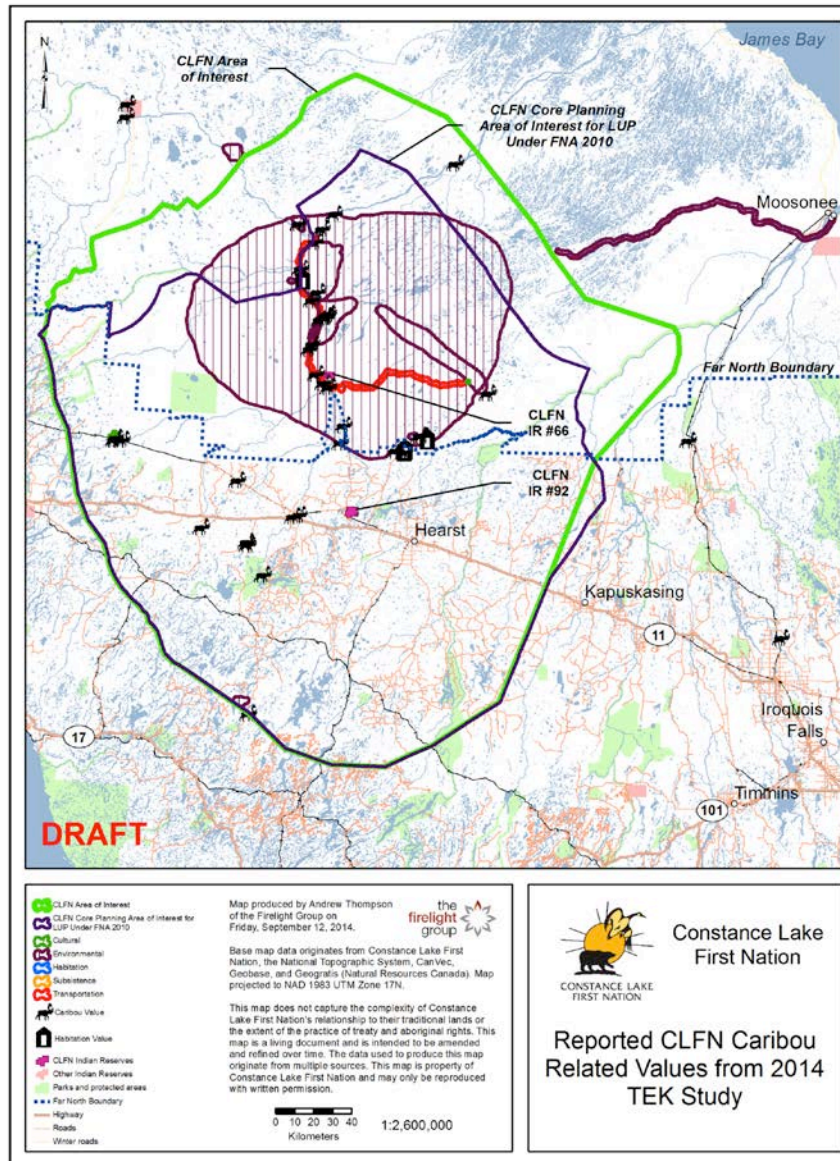 James Bay
N
CLFN Area
of Interest
CLFN Core Planning
Area of Interest for LUP
Under FNA 2010
Moosonee
Far North Boundary
CLFN
IR #66
CLFN
IR #92
Hearst
Kapuskasing
11
Iroquois
Falls
17
Timmins
101
DRAFT
CLFN Area of Interest
CLFN Core Planning Area of Interest for
LUP Under FNA 2010
Cultural
Environmental
Habitation
Subsistence
Transportation
Caribou Value
Habitation Value
CLFN Indian Reserves
Other Indian Reserves
Parks and protected areas
Far North Boundary
Highway
Roads
Winter roads
Map produced by Andrew Thompson
of the Firelight Group on
Friday, September 12, 2014.
the
firelight
group
Base map data originates from Constance Lake First
Nation, the National Topographic System, CanVec,
Geobase, and Geogratis (Natural Resources Canada). Map
projected to NAD 1983 UTM Zone 17N.
This map does not capture the complexity of Constance
Lake First Nation's relationship to their traditional lands or
the extent of the practice of treaty and aboriginal rights. This
map is a living document and is intended to be amended
and refined over time. The data used to produce this map
originate from multiple sources. This map is property of
Constance Lake First Nation and may only be reproduced
with written permission.
0 10 20 30 40
Kilometers
1:2,600,000
CONSTANCE LAKE
FIRST NATION
Constance Lake
First Nation
Reported CLFN Caribou
Related Values from 2014
TEK Study